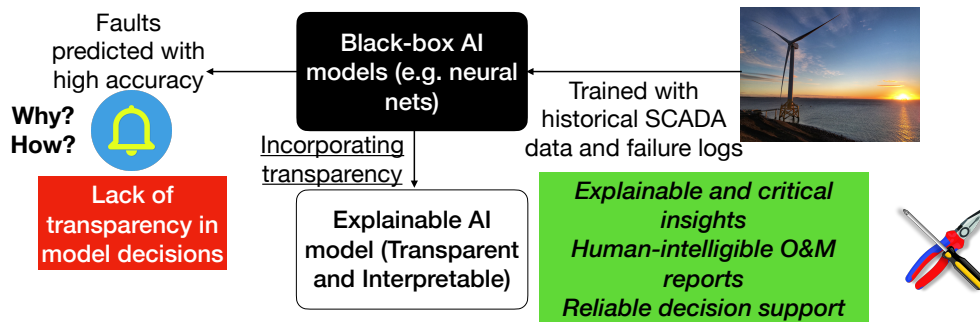 Faults
predicted with
high accuracy
Why?
How?
Lack of
transparency in
model decisions
Black-box AI
models (e.g. neural
nets)
Incorporating
transparency
Explainable AI
model (Transparent
and Interpretable)
Trained with
historical SCADA
data and failure logs
Explainable and critical
insights
Human-intelligible O&M
reports
Reliable decision support